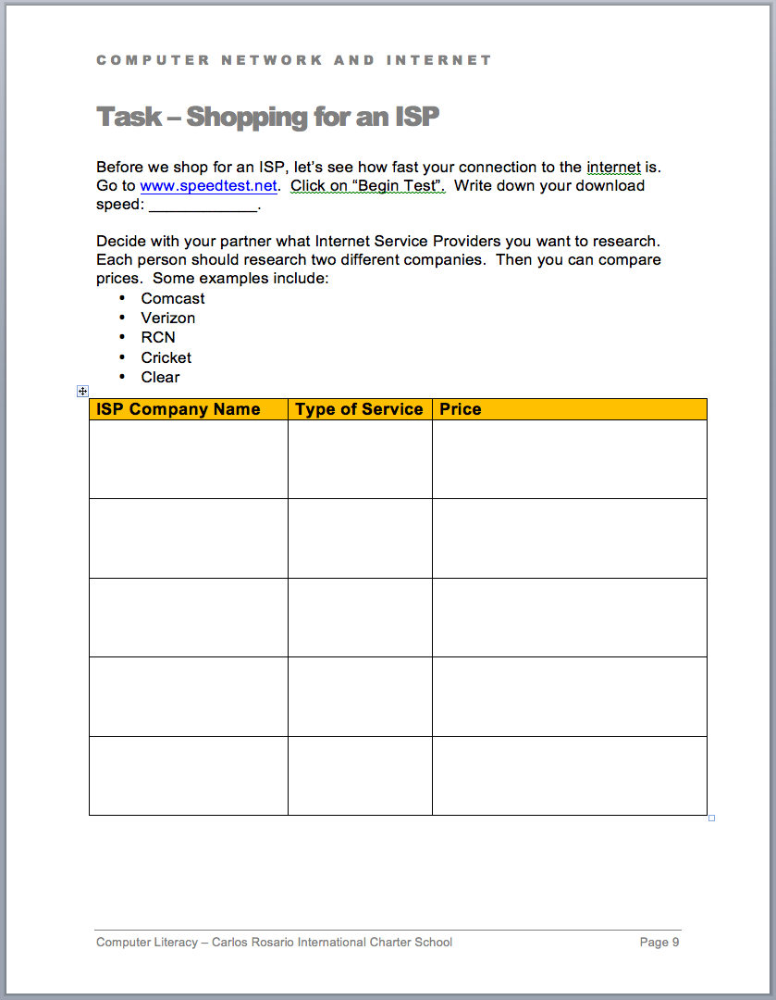 COMPUTER NETWORK AND INTERNET
Task – Shopping for an ISP
Before we shop for an ISP, let’s see how fast your connection to the internet is.
Go to www.speedtest.net.  Click on “Begin Test”.  Write down your download
speed: _____________.
Decide with your partner what Internet Service Providers you want to research.
Each person should research two different companies.  Then you can compare
prices.  Some examples include:
• Comcast
• Verizon
• RCN
• Cricket
• Clear
ISP Company Name Type of Service Price
Computer Literacy – Carlos Rosario International Charter School Page 9